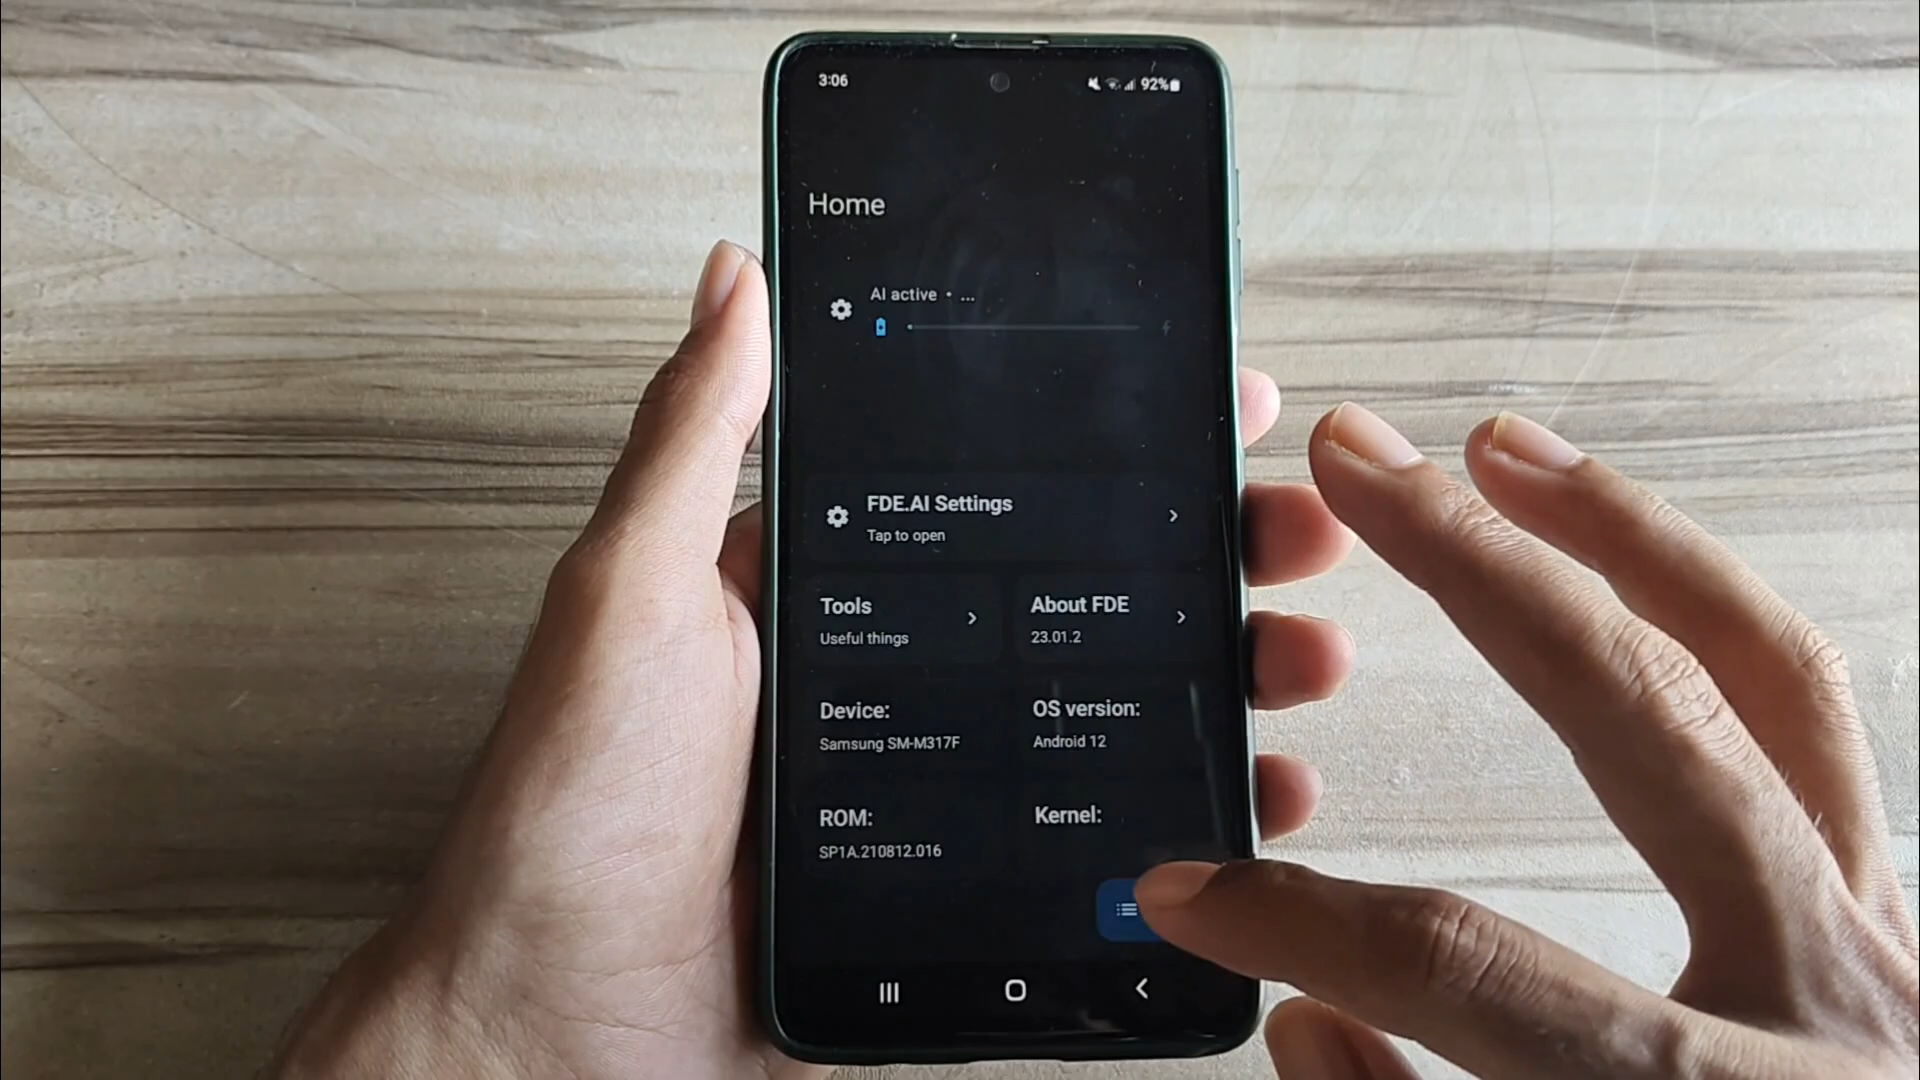 3:06
92%
Home
AI active • ...
FDE.AI Settings
Tap to open
Tools
Useful things
About FDE
23.01.2
Device:
Samsung SM-M317F
OS version:
Android 12
ROM:
SP1A.210812.016
Kernel: